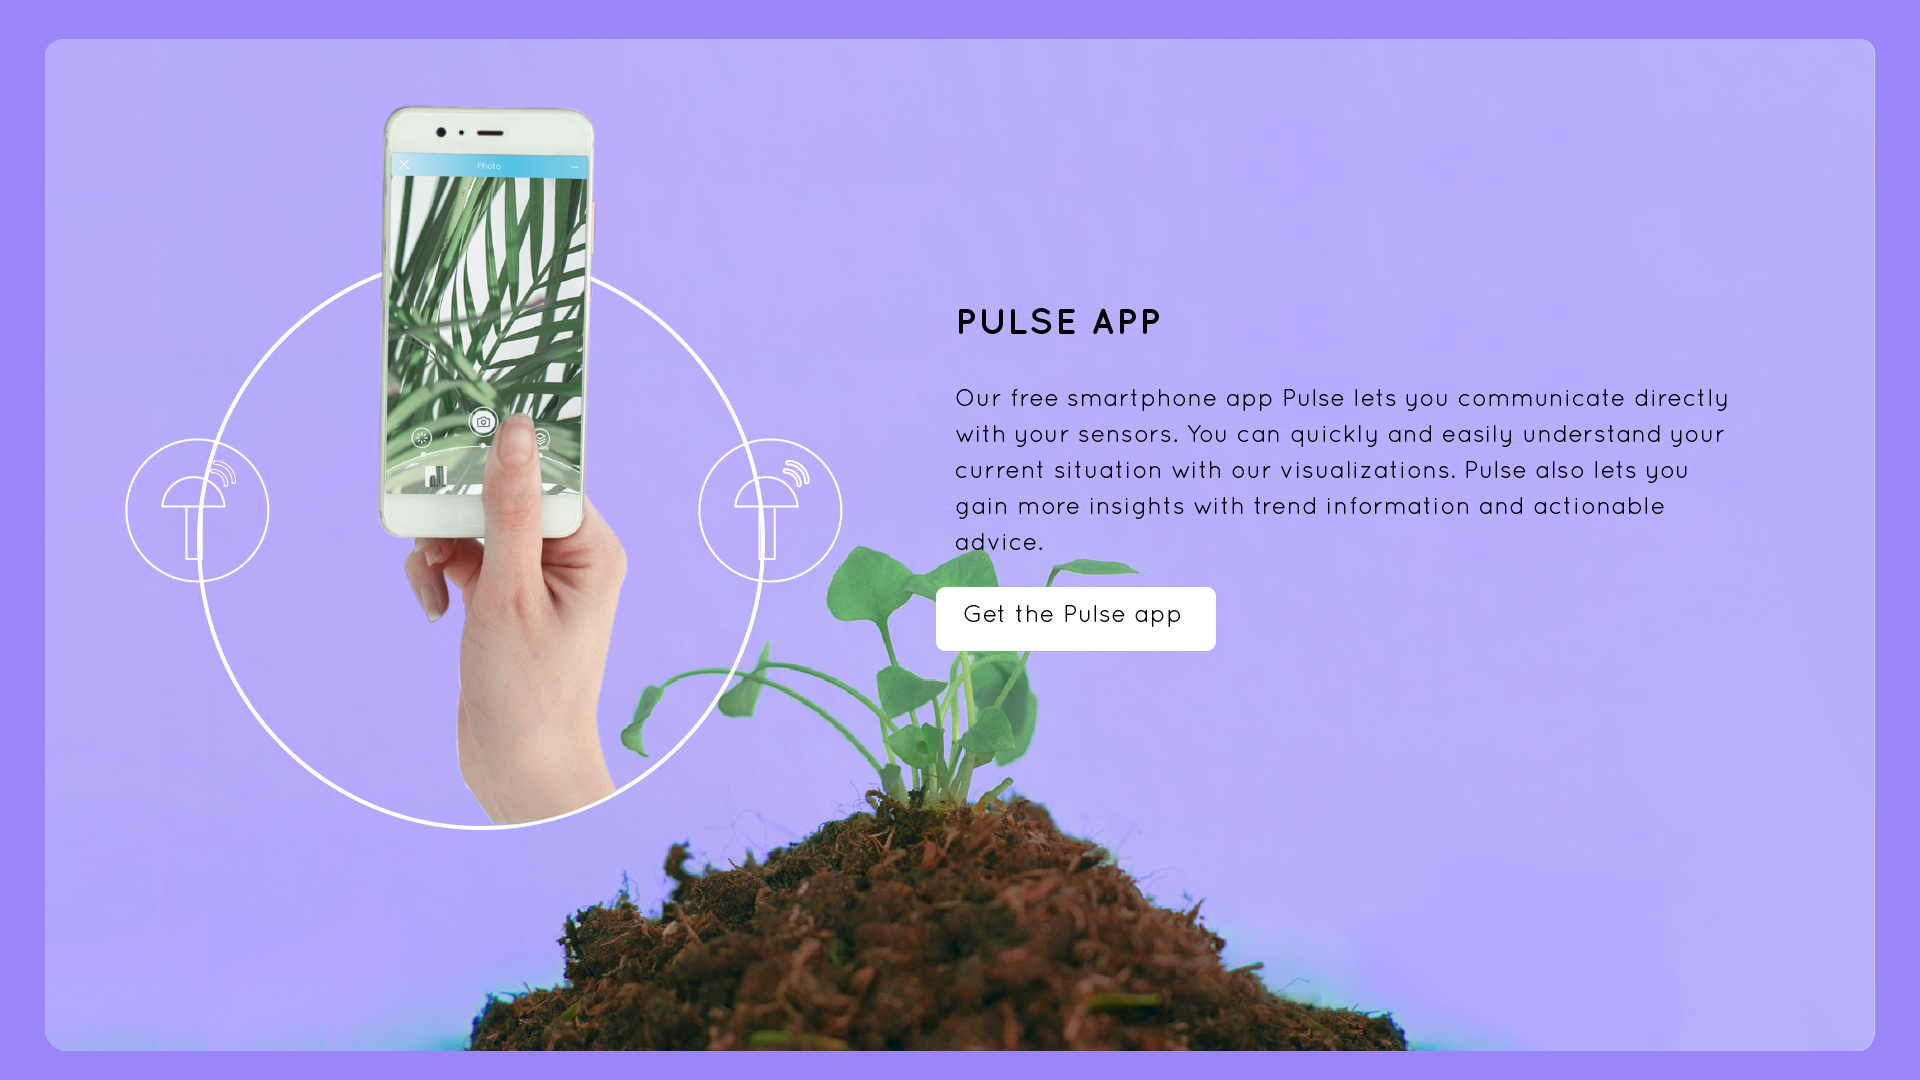 Photo
PULSE APP
Our free smartphone app Pulse lets you communicate directly
with your sensors. You can quickly and easily understand your
current situation with our visualizations. Pulse also lets you
gain more insights with trend information and actionable
advice.
Get the Pulse app